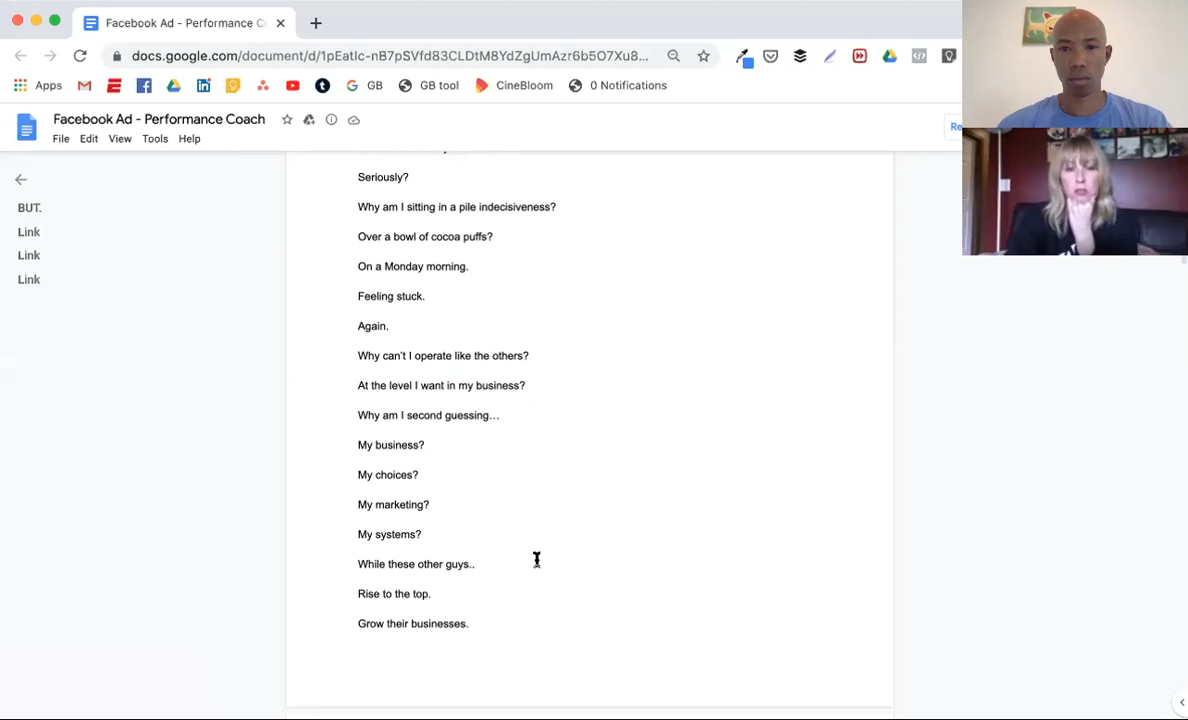 Facebook Ad - Performance C
docs.google.com/document/d/1pEatIc-nB7pSVfd83CLDtM8YdZgUmAzr6b5O7Xu8...
Apps
GB
GB tool
CineBloom
0 Notifications
Facebook Ad - Performance Coach
File Edit View Tools Help
Re
BUT.
Link
Link
Link
Seriously?
Why am I sitting in a pile indecisiveness?
Over a bowl of cocoa puffs?
On a Monday morning.
Feeling stuck.
Again.
Why can't I operate like the others?
At the level I want in my business?
Why am I second guessing…
My business?
My choices?
My marketing?
My systems?
While these other guys..
Rise to the top.
Grow their businesses.